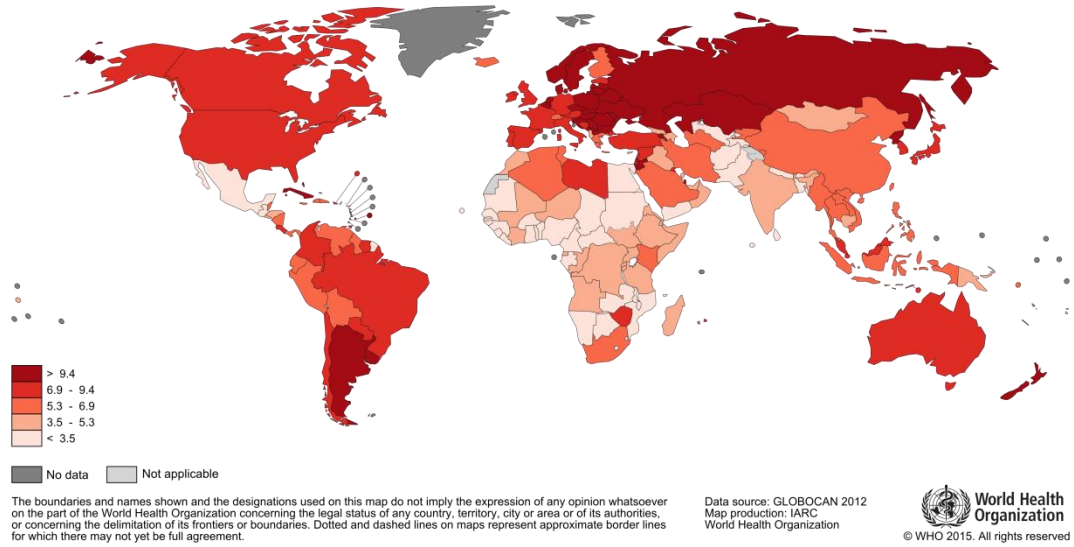 > 9.4
6.9 - 9.4
5.3 - 6.9
3.5 - 5.3
< 3.5
No data
Not applicable
The boundaries and names shown and the designations used on this map do not imply the expression of any opinion whatsoever
on the part of the World Health Organization concerning the legal status of any country, territory, city or area or of its authorities,
or concerning the delimitation of its frontiers or boundaries. Dotted and dashed lines on maps represent approximate border lines
for which there may not yet be full agreement.
Data source: GLOBOCAN 2012
Map production: IARC
World Health Organization
World Health
Organization
© WHO 2015. All rights reserved